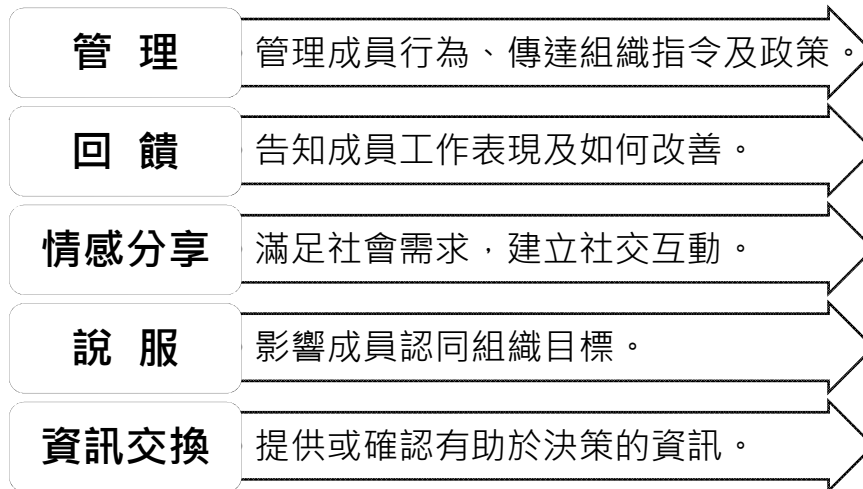 管 理
管理成員行為、傳達組織指令及政策。
回 饋
告知成員工作表現及如何改善。
情感分享
滿足社會需求，建立社交互動。
說 服
影響成員認同組織目標。
資訊交換
提供或確認有助於決策的資訊。